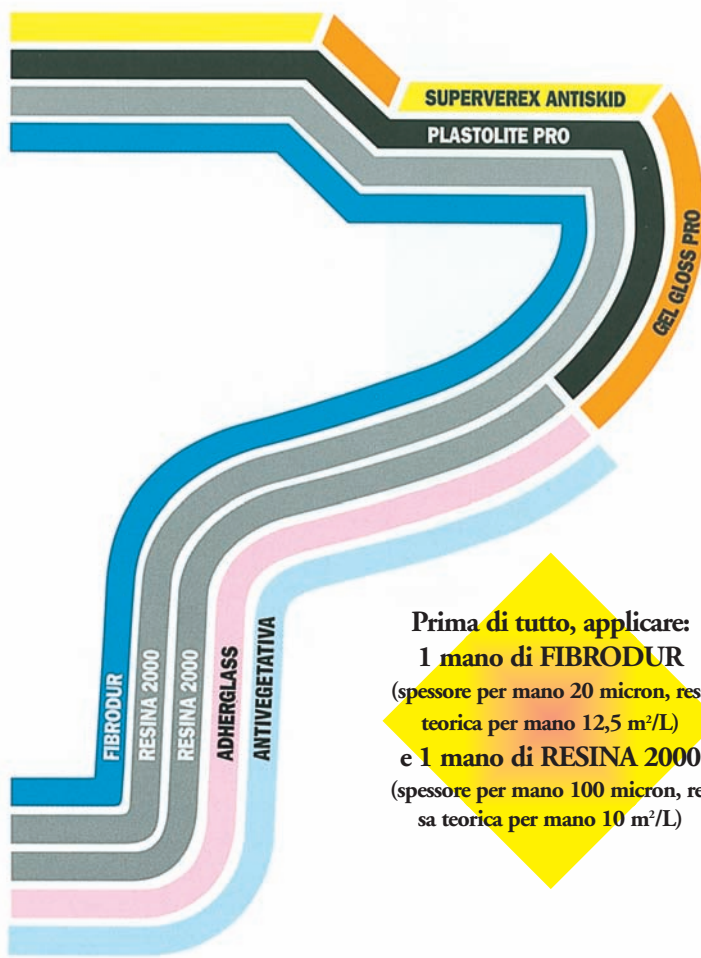 SUPERVEREX ANTISKID
PLASTOLITE PRO
GEL GLOSS PRO
FIBRODUR
RESINA 2000
RESINA 2000
ADHERGLASS
ANTIVEGETATIVA
Prima di tutto, applicare:
1 mano di FIBRODUR
(spessore per mano 20 micron, res
teorica per mano 12,5 m²/L)
e 1 mano di RESINA 2000
(spessore per mano 100 micron, re
sa teorica per mano 10 m²/L)